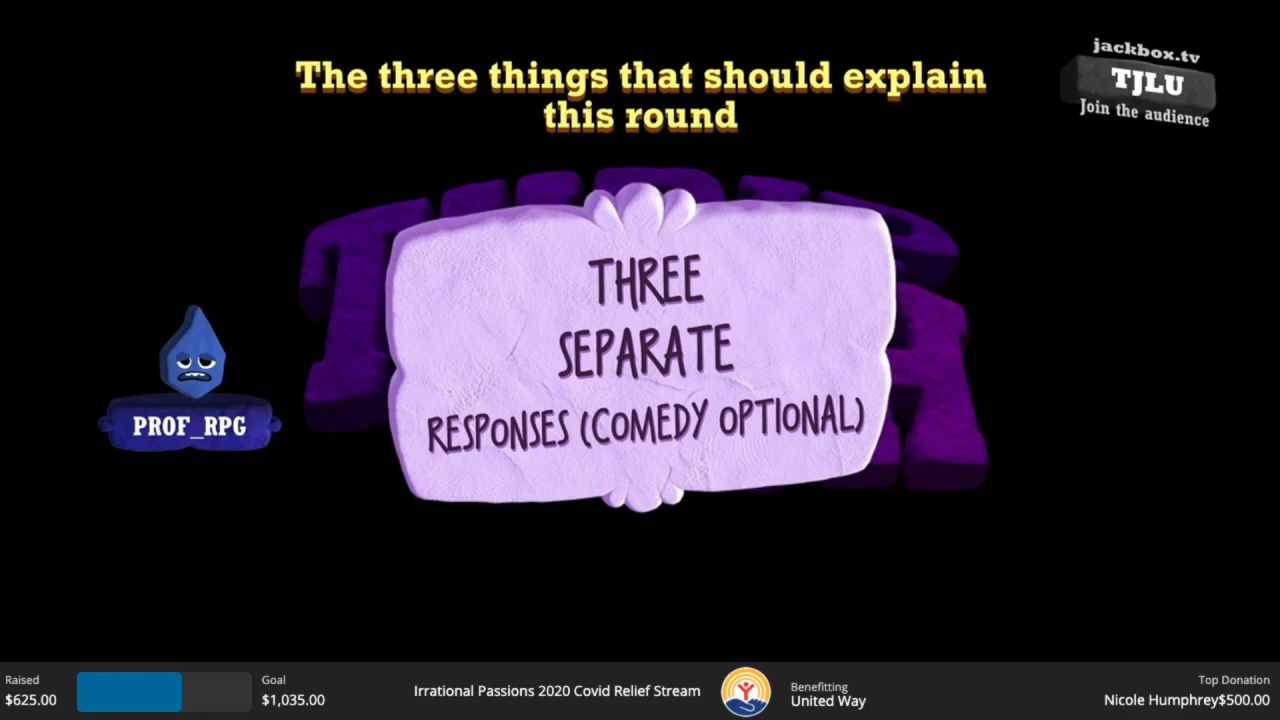 The three things that should explain
this round
jackbox.tv
TJLU
Join the audience
THREE
SEPARATE
RESPONSES (COMEDY OPTIONAL)
PROF_RPG
Raised
$625.00
Goal
$1,035.00
Irrational Passions 2020 Covid Relief Stream
Benefitting
United Way
Top Donation
Nicole Humphrey$500.00